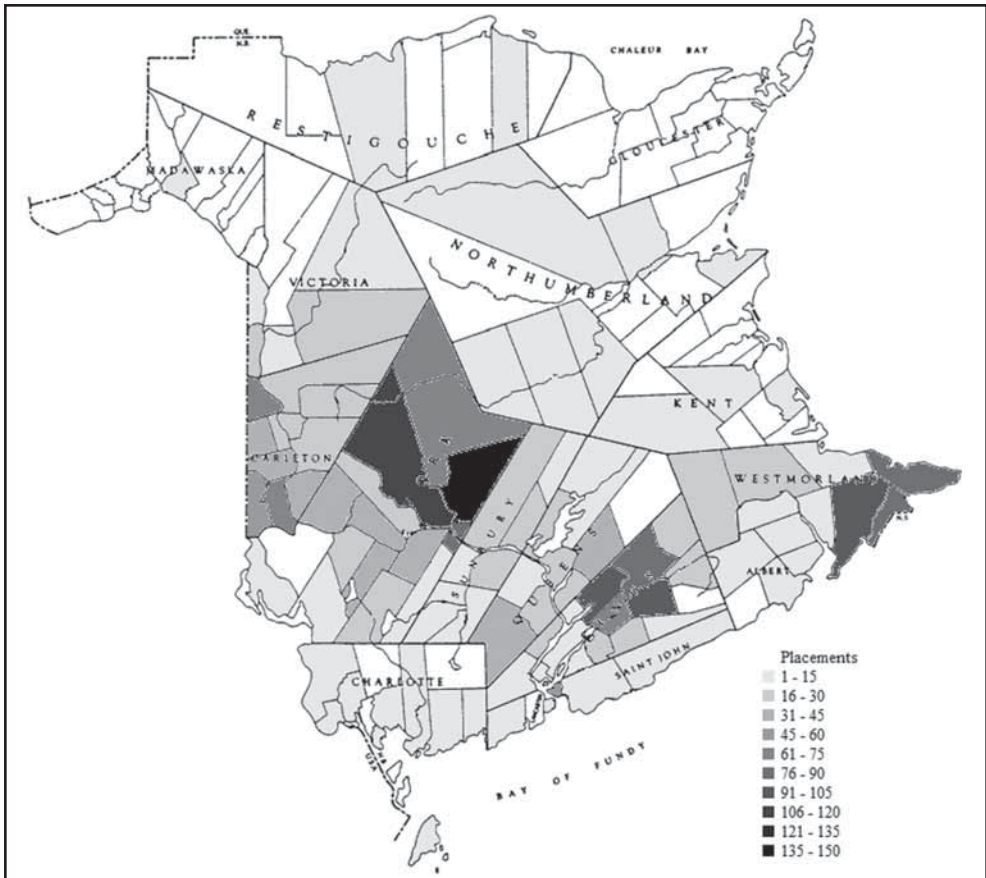 QUE.
N.B.
CHALEUR BAY
RESTIGOUCHE
GLOUCESTER
MADAWASKA
NORTHUMBERLAND
VICTORIA
KENT
CARLETON
WESTMORLAND
N.S.
SUNBURY
QUEENS
ALBERT
KINGS
SAINT JOHN
CHARLOTTE
N.B.
USA
BAY OF FUNDY
Placements
1 - 15
16 - 30
31 - 45
45 - 60
61 - 75
76 - 90
91 - 105
106 - 120
121 - 135
135 - 150